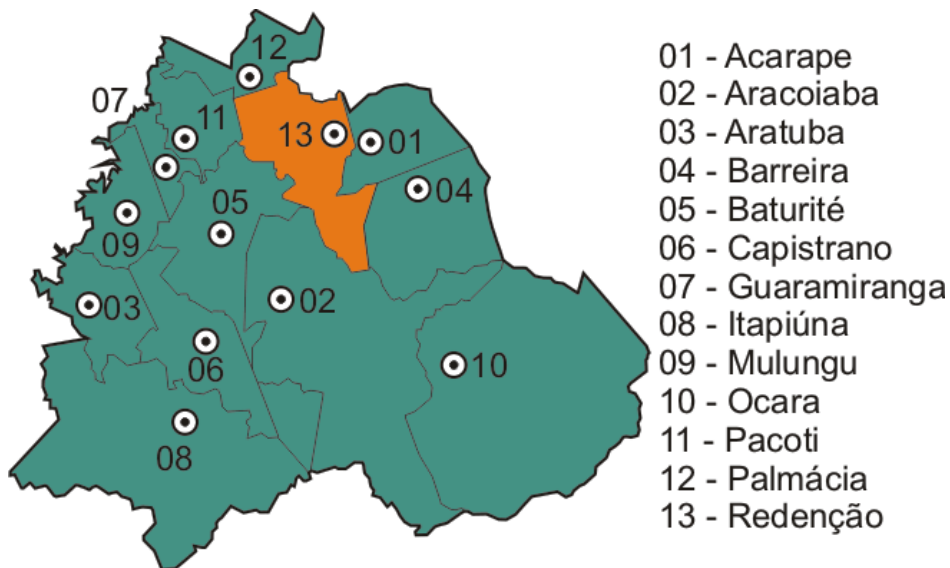 12
07
11
13
01
04
05
09
03
02
06
10
08
01 - Acarape
02 - Aracoiaba
03 - Aratuba
04 - Barreira
05 - Baturité
06 - Capistrano
07 - Guaramiranga
08 - Itapiúna
09 - Mulungu
10 - Ocara
11 - Pacoti
12 - Palmácia
13 - Redenção